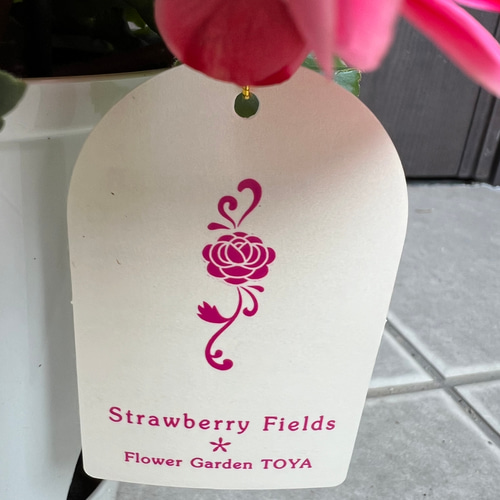 Strawberry Fields
*
Flower Garden TOYA